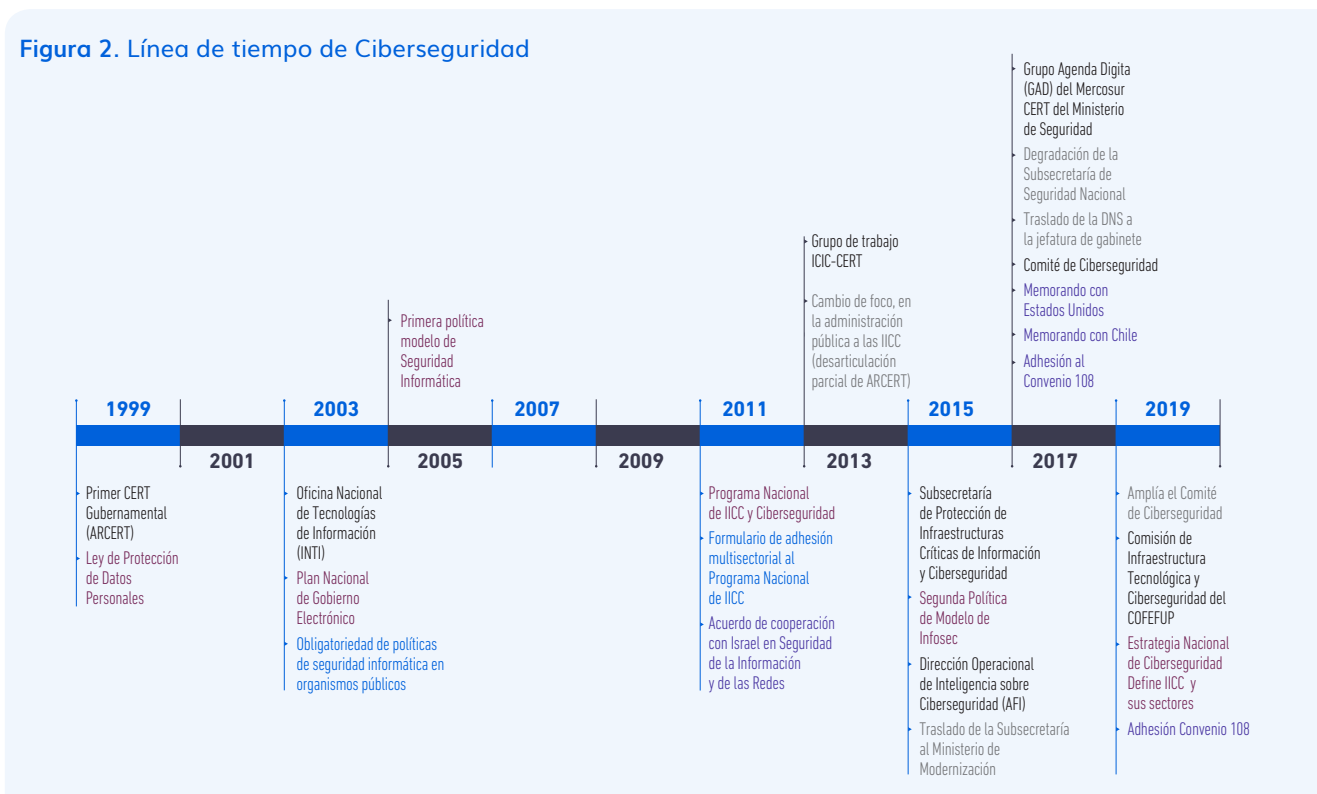 Figura 2. Línea de tiempo de Ciberseguridad
Grupo Agenda Digita
(GAD) del Mercosur
CERT del Ministerio
de Seguridad
Degradación de la
Subsecretaría de
Seguridad Nacional
Traslado de la DNS a
la jefatura de gabinete
Comité de Ciberseguridad
Memorando con
Estados Unidos
Memorando con Chile
Adhesión al
Convenio 108
Grupo de trabajo
ICIC-CERT
Cambio de foco, en
la administración
pública a las IICC
(desarticulación
parcial de ARCERT)
Primera política
modelo de
Seguridad
Informática
1999
2003
2007
2011
2015
2019
2001
2005
2009
2013
2017
Primer CERT
Gubernamental
(ARCERT)
Ley de Protección
de Datos
Personales
Oficina Nacional
de Tecnologías
de Información
(INTI)
Plan Nacional
de Gobierno
Electrónico
Obligatoriedad de políticas
de seguridad informática en
organismos públicos
Programa Nacional
de IICC y Ciberseguridad
Formulario de adhesión
multisectorial al
Programa Nacional
de IICC
Acuerdo de cooperación
con Israel en Seguridad
de la Información
y de las Redes
Subsecretaría
de Protección de
Infraestructuras
Críticas de Información
y Ciberseguridad
Segunda Política
de Modelo de
Infosec
Dirección Operacional
de Inteligencia sobre
Ciberseguridad (AFI)
Traslado de la Subsecretaría
al Ministerio de
Modernización
Amplía el Comité
de Ciberseguridad
Comisión de
Infraestructura
Tecnológica y
Ciberseguridad del
COFEFUP
Estrategia Nacional
de Ciberseguridad
Define IICC y
sus sectores
Adhesión Convenio 108